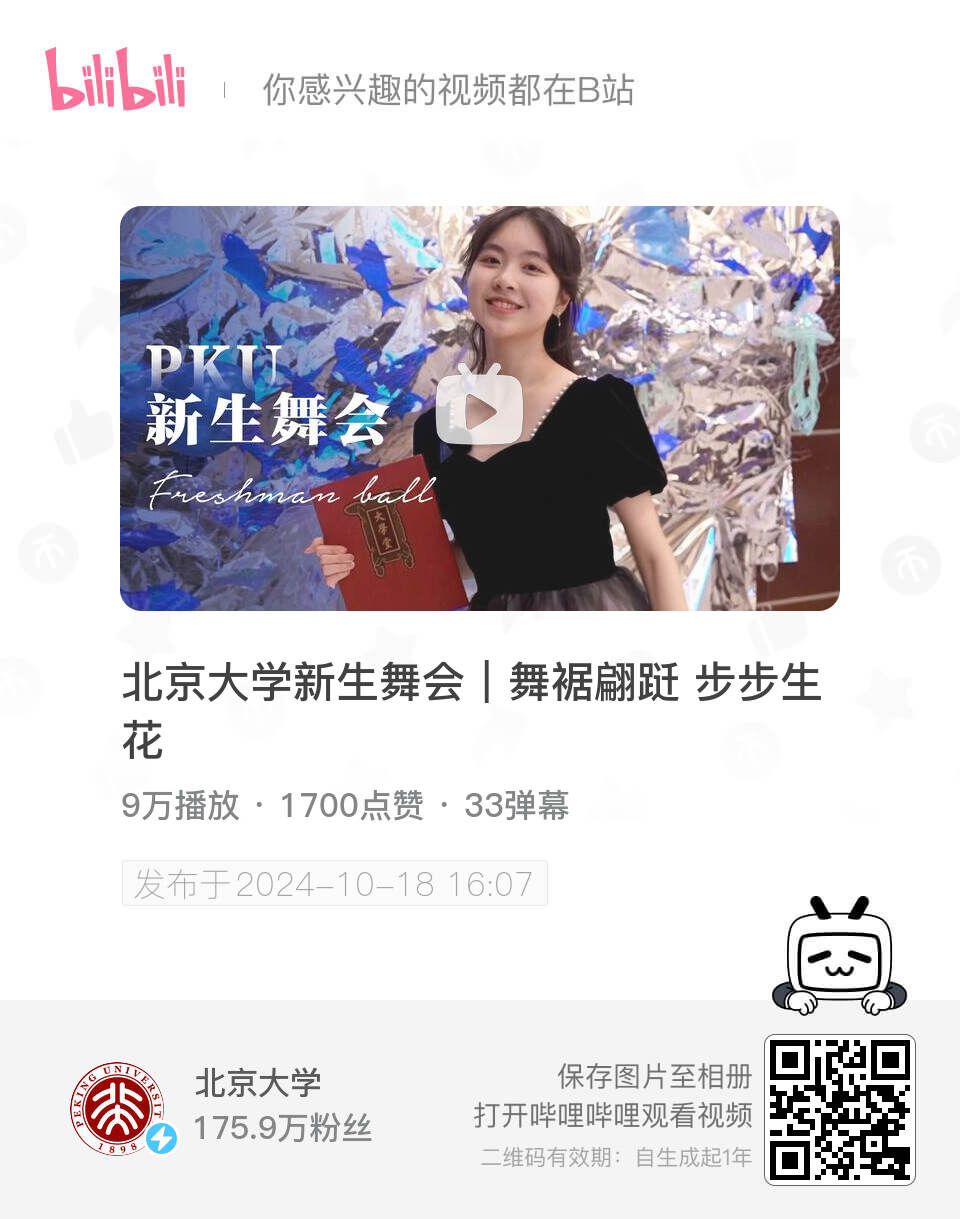 bilibili
你感兴趣的视频都在B站
PKU
新生舞会
Freshman ball
大学堂
北京大学新生舞会｜舞裾翩跹 步步生
花
9万播放 · 1700点赞 · 33弹幕
发布于2024-10-18 16:07
PEKING UNIVERSITY
1898
北京大学
175.9万粉丝
保存图片至相册
打开哔哩哔哩观看视频
二维码有效期：自生成起1年